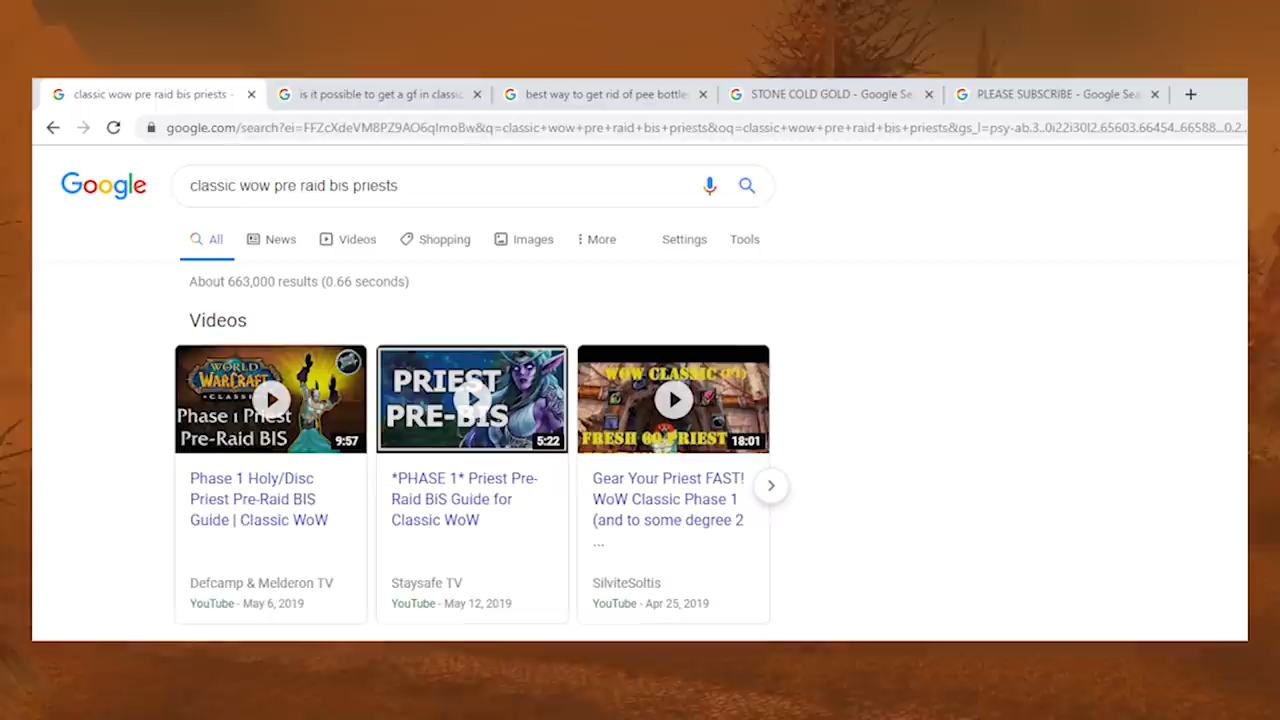 classic wow pre raid bis priests -
is it possible to get a gf in classic
best way to get rid of pee bottles
STONE COLD GOLD - Google Se
PLEASE SUBSCRIBE - Google Sea
google.com/search?ei=FFZcXdeVM8PZ9AO6qImoBw&q=classic+wow+pre+raid+bis+priests&oq=classic+wow+pre+raid+bis+priests&gs_l=psy-ab.3..0i22i30l2.65603.66454..66588...0.2..
Google
classic wow pre raid bis priests
All
News
Videos
Shopping
Images
More
Settings
Tools
About 663,000 results (0.66 seconds)
Videos
WORLD
WARCRAFT
CLASSIC
Phase 1 Priest
Pre-Raid BIS
9:57
Phase 1 Holy/Disc
Priest Pre-Raid BIS
Guide | Classic WoW
Defcamp & Melderon TV
YouTube - May 6, 2019
PRIEST
PRE-BIS
5:22
*PHASE 1* Priest Pre-
Raid BiS Guide for
Classic WoW
Staysafe TV
YouTube - May 12, 2019
WOW CLASSIC (P1)
FRESH 60 PRIEST
18:01
Gear Your Priest FAST!
WoW Classic Phase 1
(and to some degree 2
...
SilviteSoltis
YouTube - Apr 25, 2019